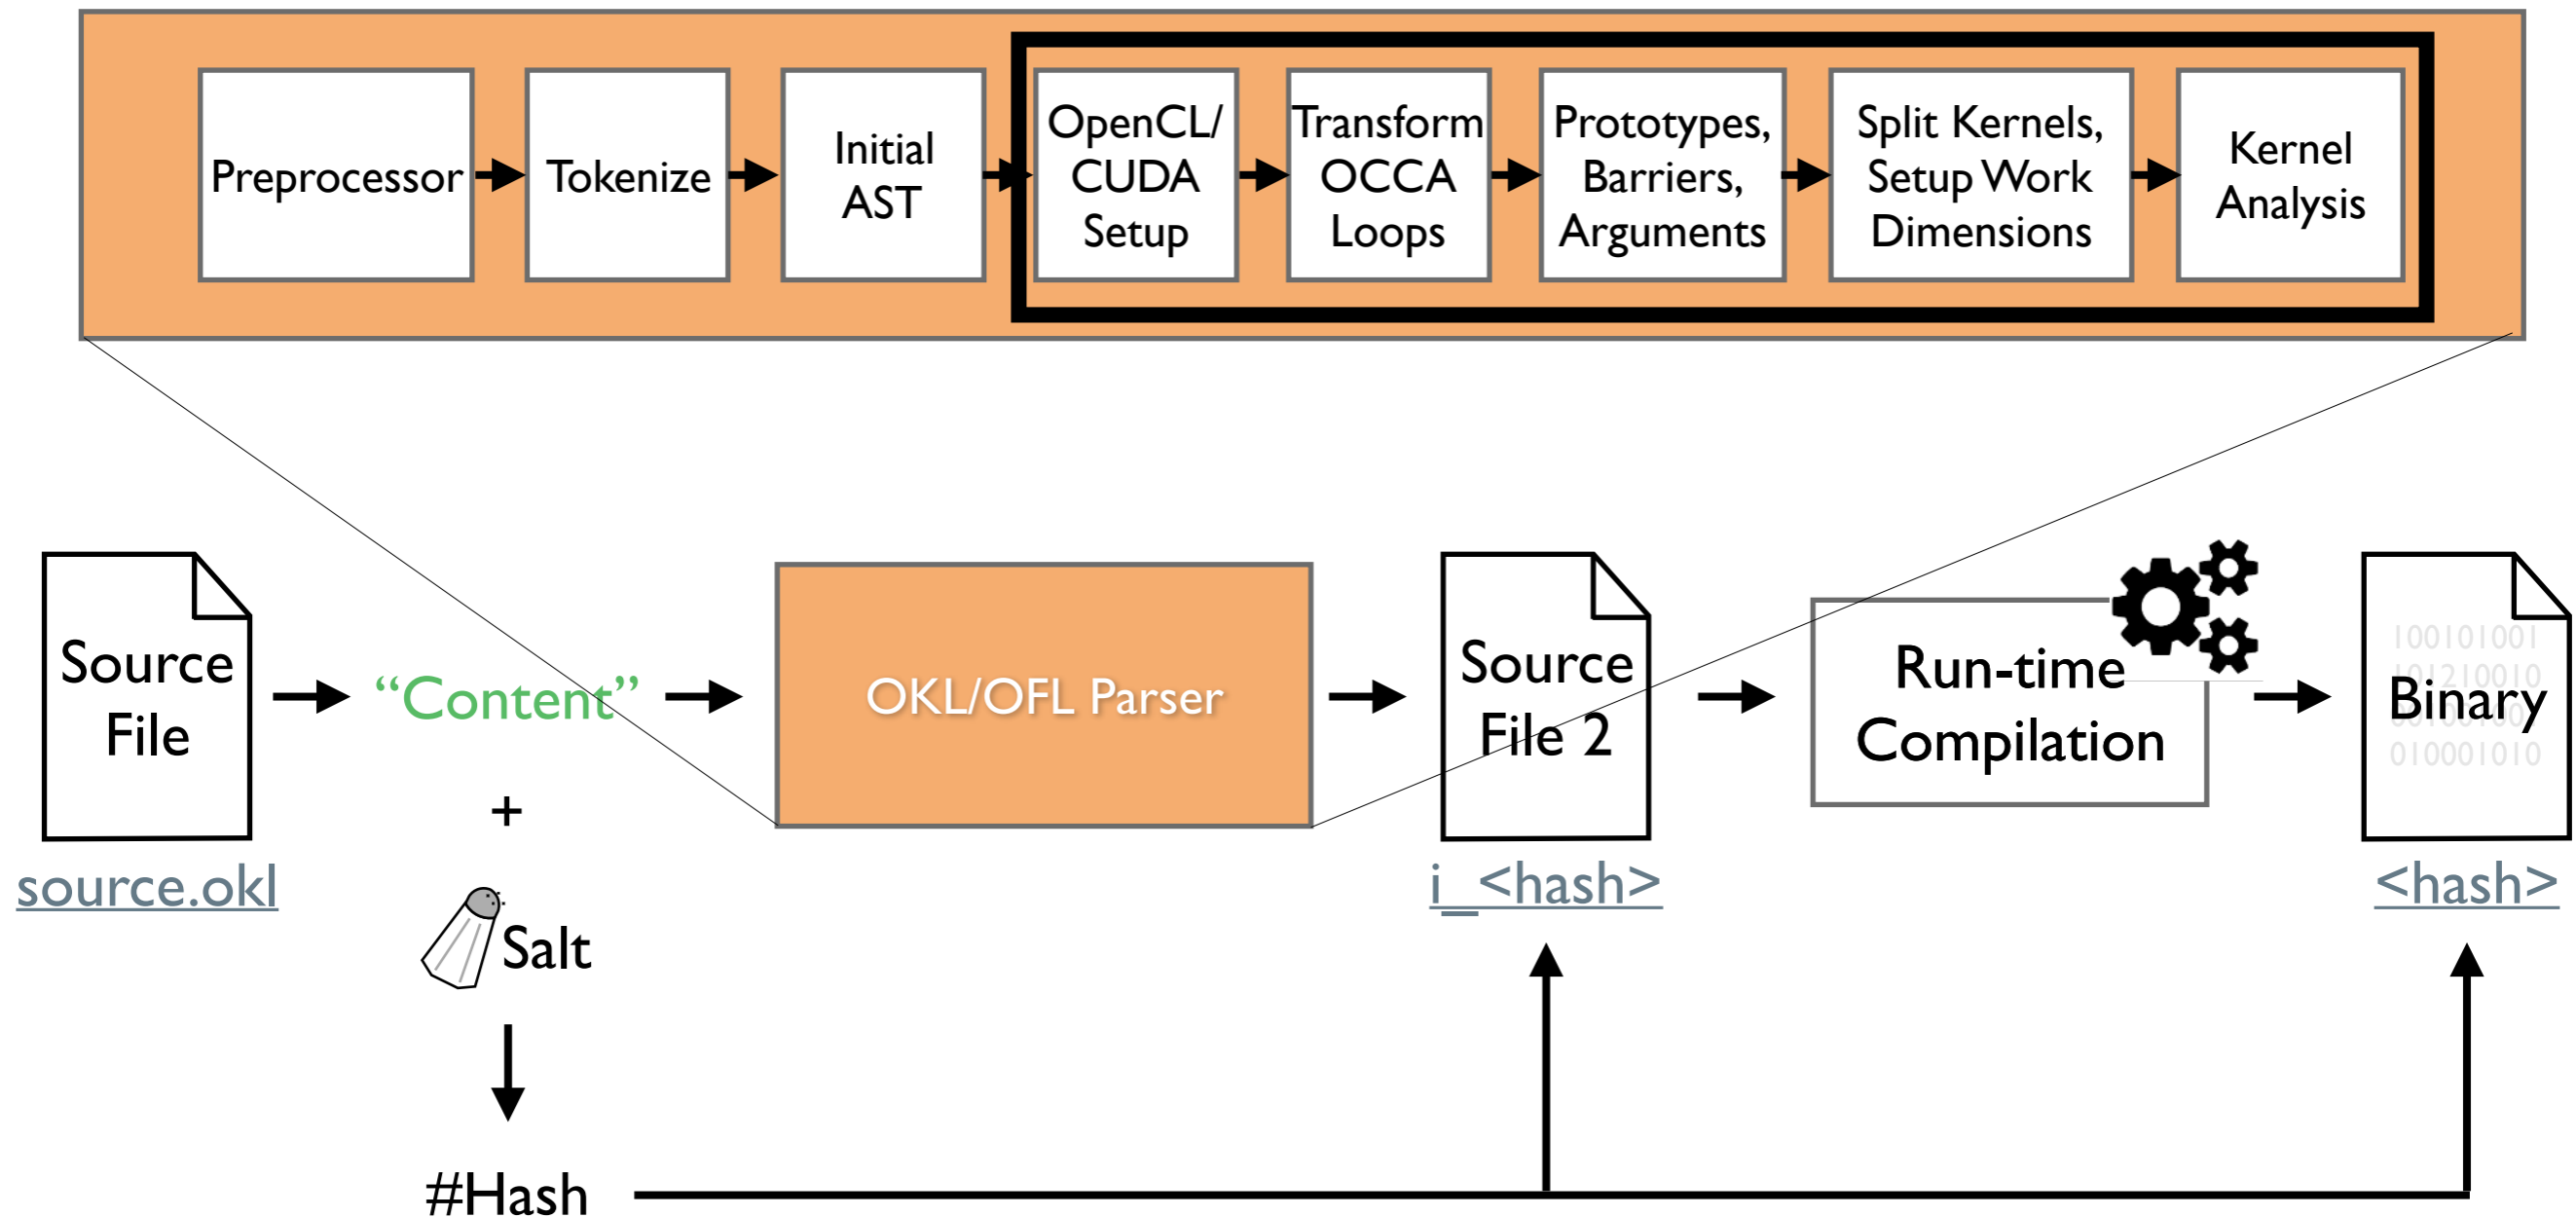 Preprocessor
Tokenize
Initial
AST
OpenCL/
CUDA
Setup
Transform
OCCA
Loops
Prototypes,
Barriers,
Arguments
Split Kernels,
Setup Work
Dimensions
Kernel
Analysis
Source
File
source.okl
“Content”
+
Salt
#Hash
OKL/OFL Parser
Source
File 2
i_<hash>
Run-time
Compilation
100101001
101210010
Binary
010001010
<hash>